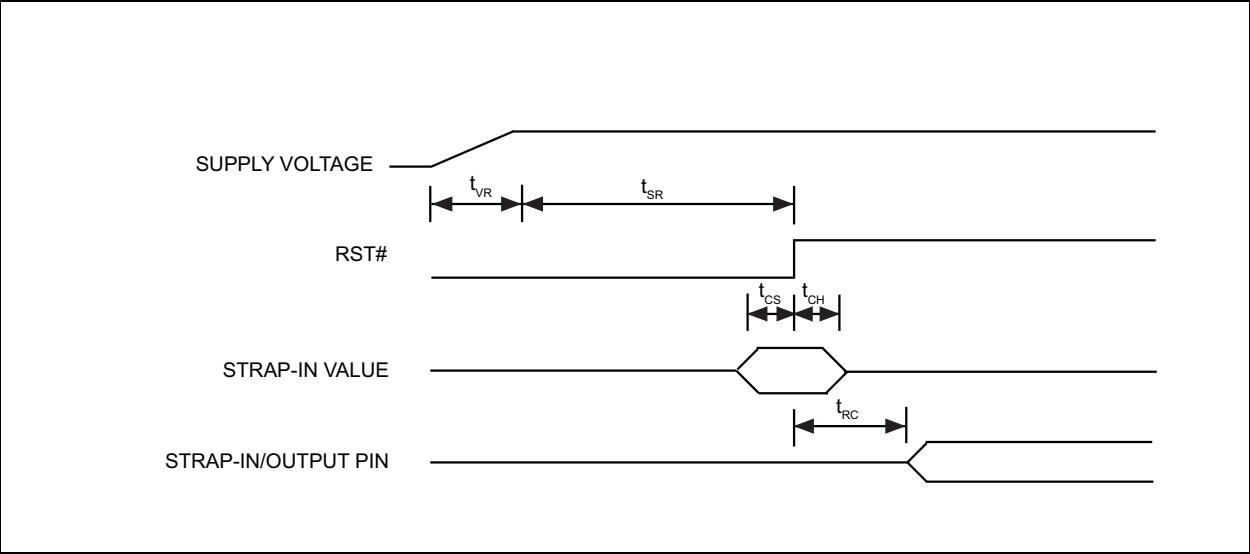 SUPPLY VOLTAGE
tVR
tSR
RST#
tCS
tCH
STRAP-IN VALUE
tRC
STRAP-IN/OUTPUT PIN